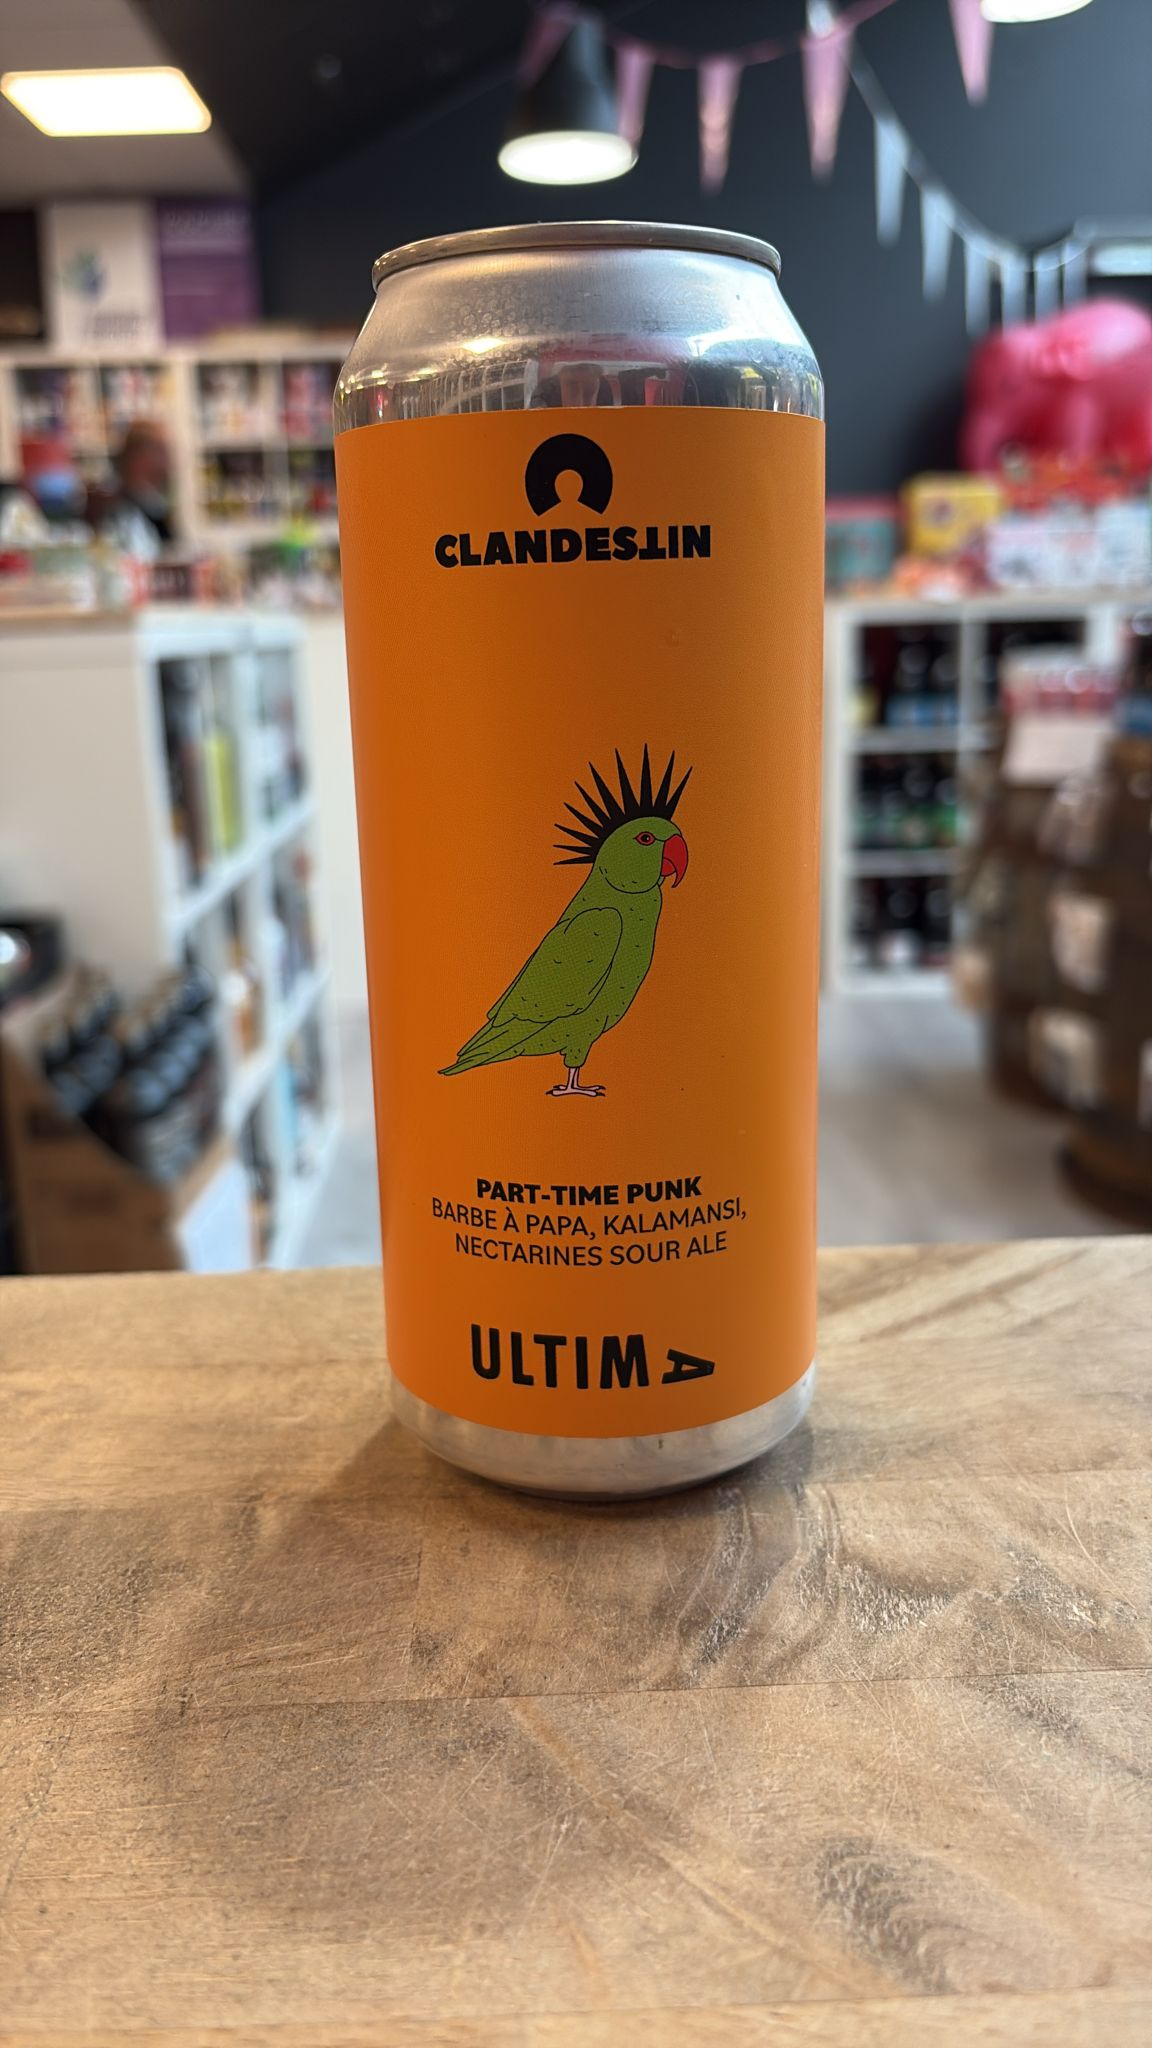 CLANDESTIN
PART-TIME PUNK
BARBE À PAPA, KALAMANSI,
NECTARINES SOUR ALE
ULTIMA